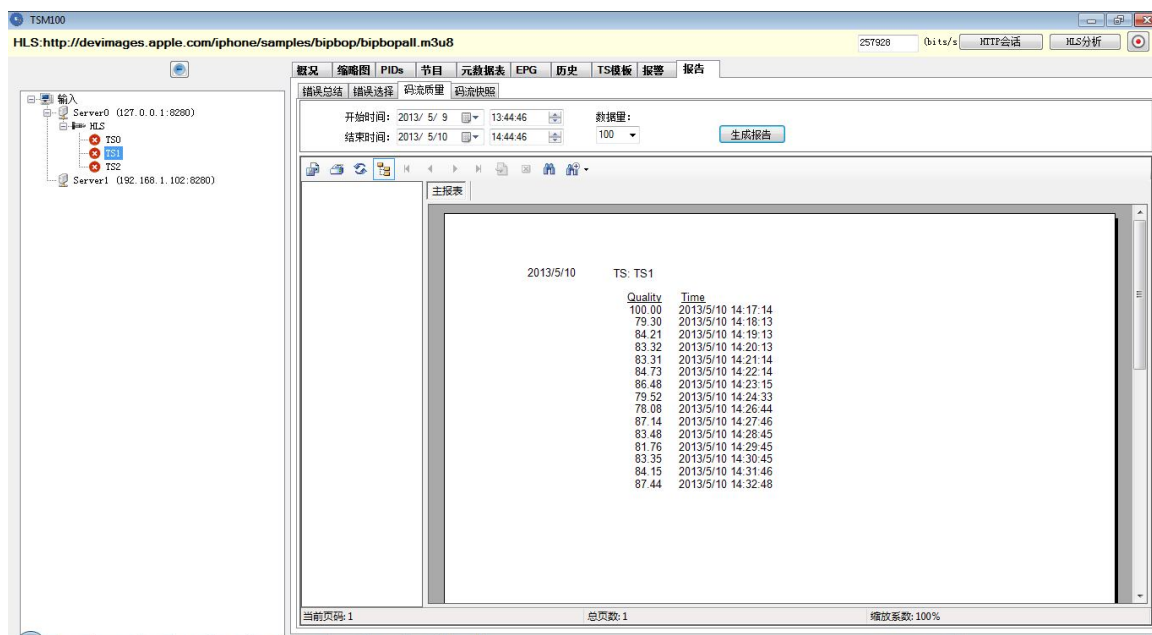 TSM100
HLS:http://devimages.apple.com/iphone/samples/bipbop/bipbopall.m3u8
257928 (bits/s HTTP会话 HLS分析
概况 缩略图 PIDs 节目 元数据表 EPG 历史 TS模板 报警 报告
错误总结 错误选择 码流质量 码流快照
输入
Server0 (127.0.0.1:8280)
HLS
TS0
TS1
TS2
Server1 (192.168.1.102:8280)
开始时间: 2013/ 5/ 9 13:44:46 数据量:
结束时间: 2013/ 5/10 14:44:46 100 生成报告
主报表
2013/5/10 TS: TS1
Quality Time
100.00 2013/5/10 14:17:14
79.30 2013/5/10 14:18:13
84.21 2013/5/10 14:19:13
83.32 2013/5/10 14:20:13
83.31 2013/5/10 14:21:14
84.73 2013/5/10 14:22:14
86.48 2013/5/10 14:23:15
79.52 2013/5/10 14:24:33
78.08 2013/5/10 14:26:44
87.14 2013/5/10 14:27:46
83.48 2013/5/10 14:28:45
81.76 2013/5/10 14:29:45
83.35 2013/5/10 14:30:45
84.15 2013/5/10 14:31:46
87.44 2013/5/10 14:32:48
当前页码:1 总页数:1 缩放系数:100%